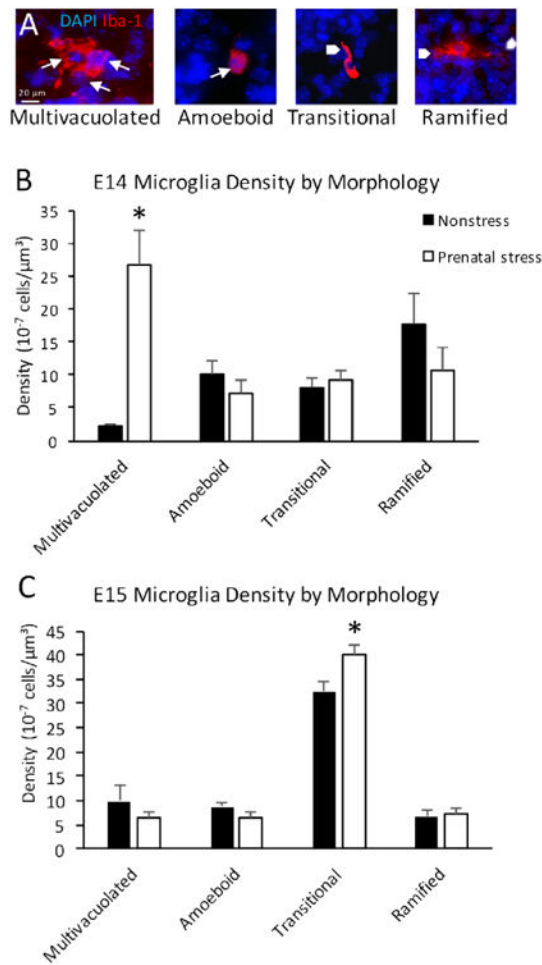 A
DAPI Iba-1
20 µm
Multivacuolated Amoeboid Transitional Ramified
B
E14 Microglia Density by Morphology
35
30
25
20
15
10
5
0
Density (10⁻⁷ cells/µm³)
*
Nonstress
Prenatal stress
Multivacuolated
Amoeboid
Transitional
Ramified
C
E15 Microglia Density by Morphology
45
40
35
30
25
20
15
10
5
0
Density (10⁻⁷ cells/µm³)
*
Multivacuolated
Amoeboid
Transitional
Ramified